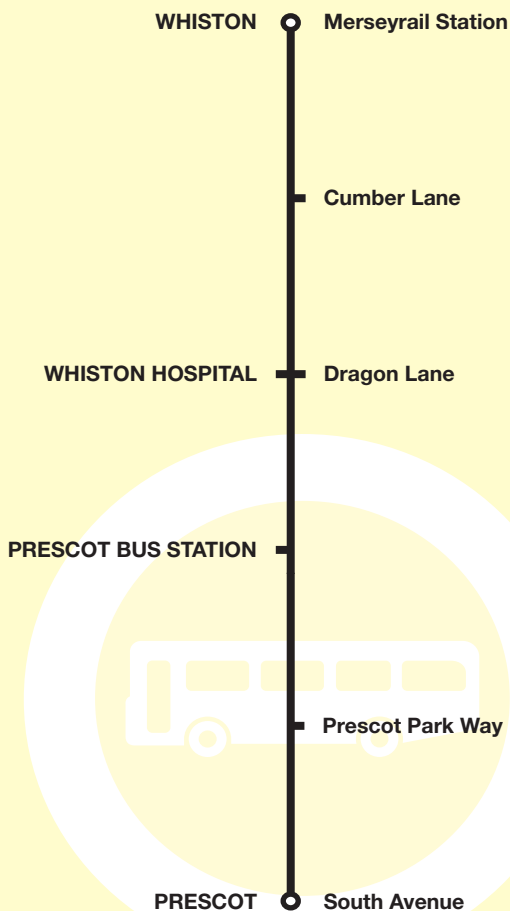 WHISTON Merseyrail Station
Cumber Lane
WHISTON HOSPITAL Dragon Lane
PRESCOT BUS STATION
Prescot Park Way
PRESCOT South Avenue